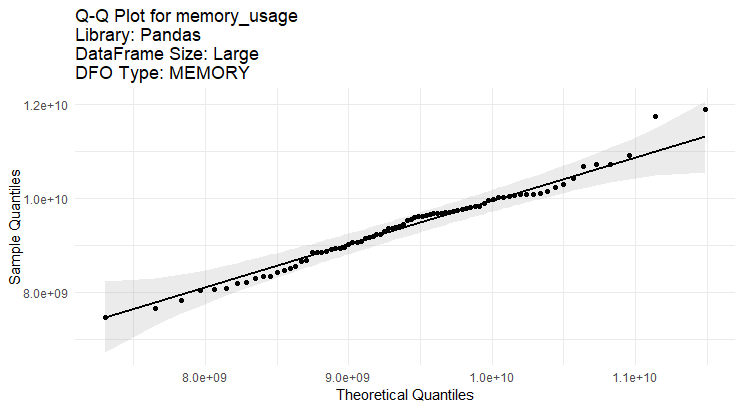 Q-Q Plot for memory_usage
Library: Pandas
DataFrame Size: Large
DFO Type: MEMORY
1.2e+10
1.0e+10
8.0e+09
Sample Quantiles
8.0e+09 9.0e+09 1.0e+10 1.1e+10
Theoretical Quantiles